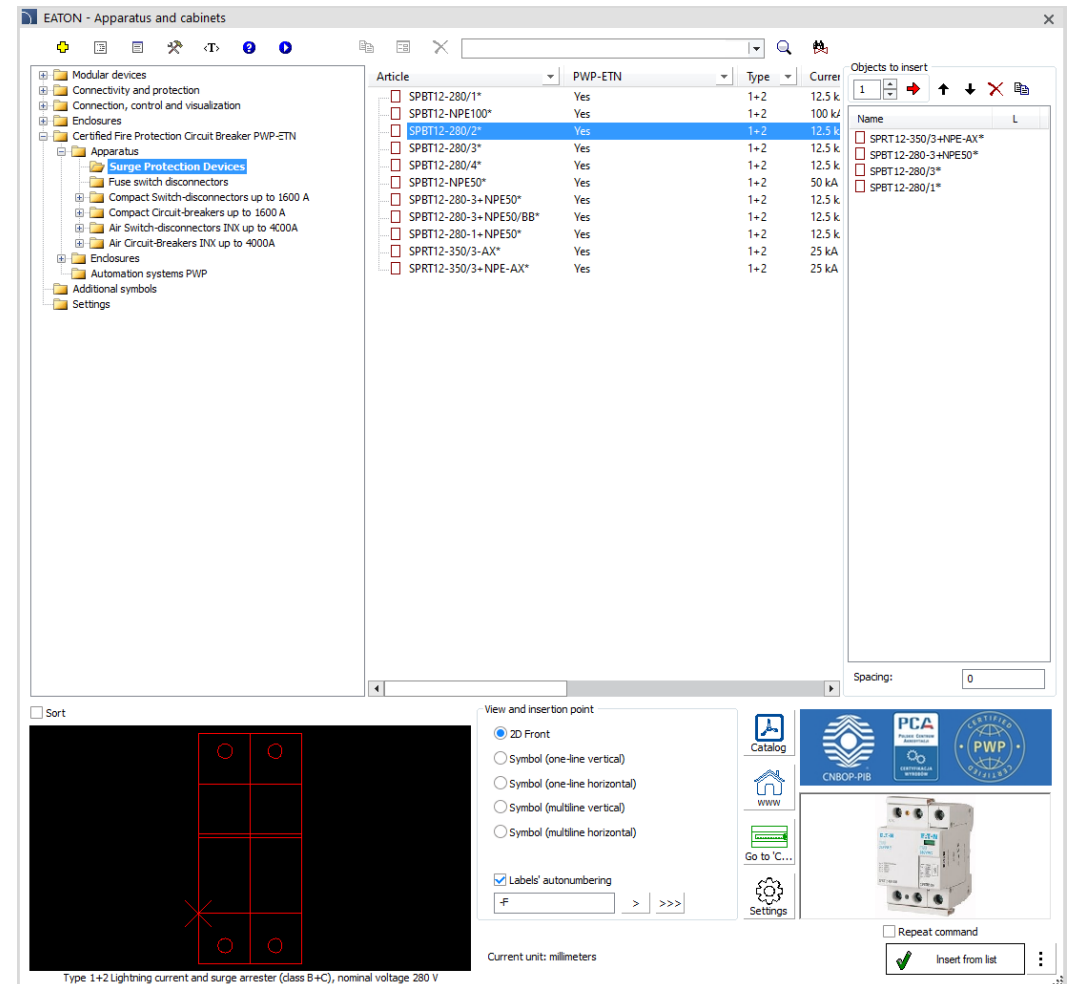 EATON - Apparatus and cabinets
<T>
Modular devices
Connectivity and protection
Connection, control and visualization
Enclosures
Certified Fire Protection Circuit Breaker PWP-ETN
Apparatus
Surge Protection Devices
Fuse switch disconnectors
Compact Switch-disconnectors up to 1600 A
Compact Circuit-breakers up to 1600 A
Air Switch-disconnectors INX up to 4000A
Air Circuit-Breakers INX up to 4000A
Enclosures
Automation systems PWP
Additional symbols
Settings
Article PWP-ETN Type Currer
SPBT12-280/1* Yes 1+2 12.5 k
SPBT12-NPE100* Yes 1+2 100 kA
SPBT12-280/2* Yes 1+2 12.5 k
SPBT12-280/3* Yes 1+2 12.5 k
SPBT12-280/4* Yes 1+2 12.5 k
SPBT12-NPE50* Yes 1+2 50 kA
SPBT12-280-3+NPE50* Yes 1+2 12.5 k
SPBT12-280-3+NPE50/BB* Yes 1+2 12.5 k
SPBT12-280-1+NPE50* Yes 1+2 12.5 k
SPRT12-350/3-AX* Yes 1+2 25 kA
SPRT12-350/3+NPE-AX* Yes 1+2 25 kA
Objects to insert
1
Name L
SPRT12-350/3+NPE-AX*
SPBT12-280-3+NPE50*
SPBT12-280/3*
SPBT12-280/1*
Spacing: 0
Sort
Type 1+2 Lightning current and surge arrester (class B+C), nominal voltage 280 V
View and insertion point
2D Front
Symbol (one-line vertical)
Symbol (one-line horizontal)
Symbol (multiline vertical)
Symbol (multiline horizontal)
Labels' autonumbering
-F > >>>
Current unit: millimeters
Catalog
www
Go to 'C...
Settings
CNBOP-PIB
PCA
POLSKIE CENTRUM
AKREDYTACJI
CERTYFIKACJA
WYROBÓW
CERTIFIED
PWP
CERTIFIED
Repeat command
Insert from list